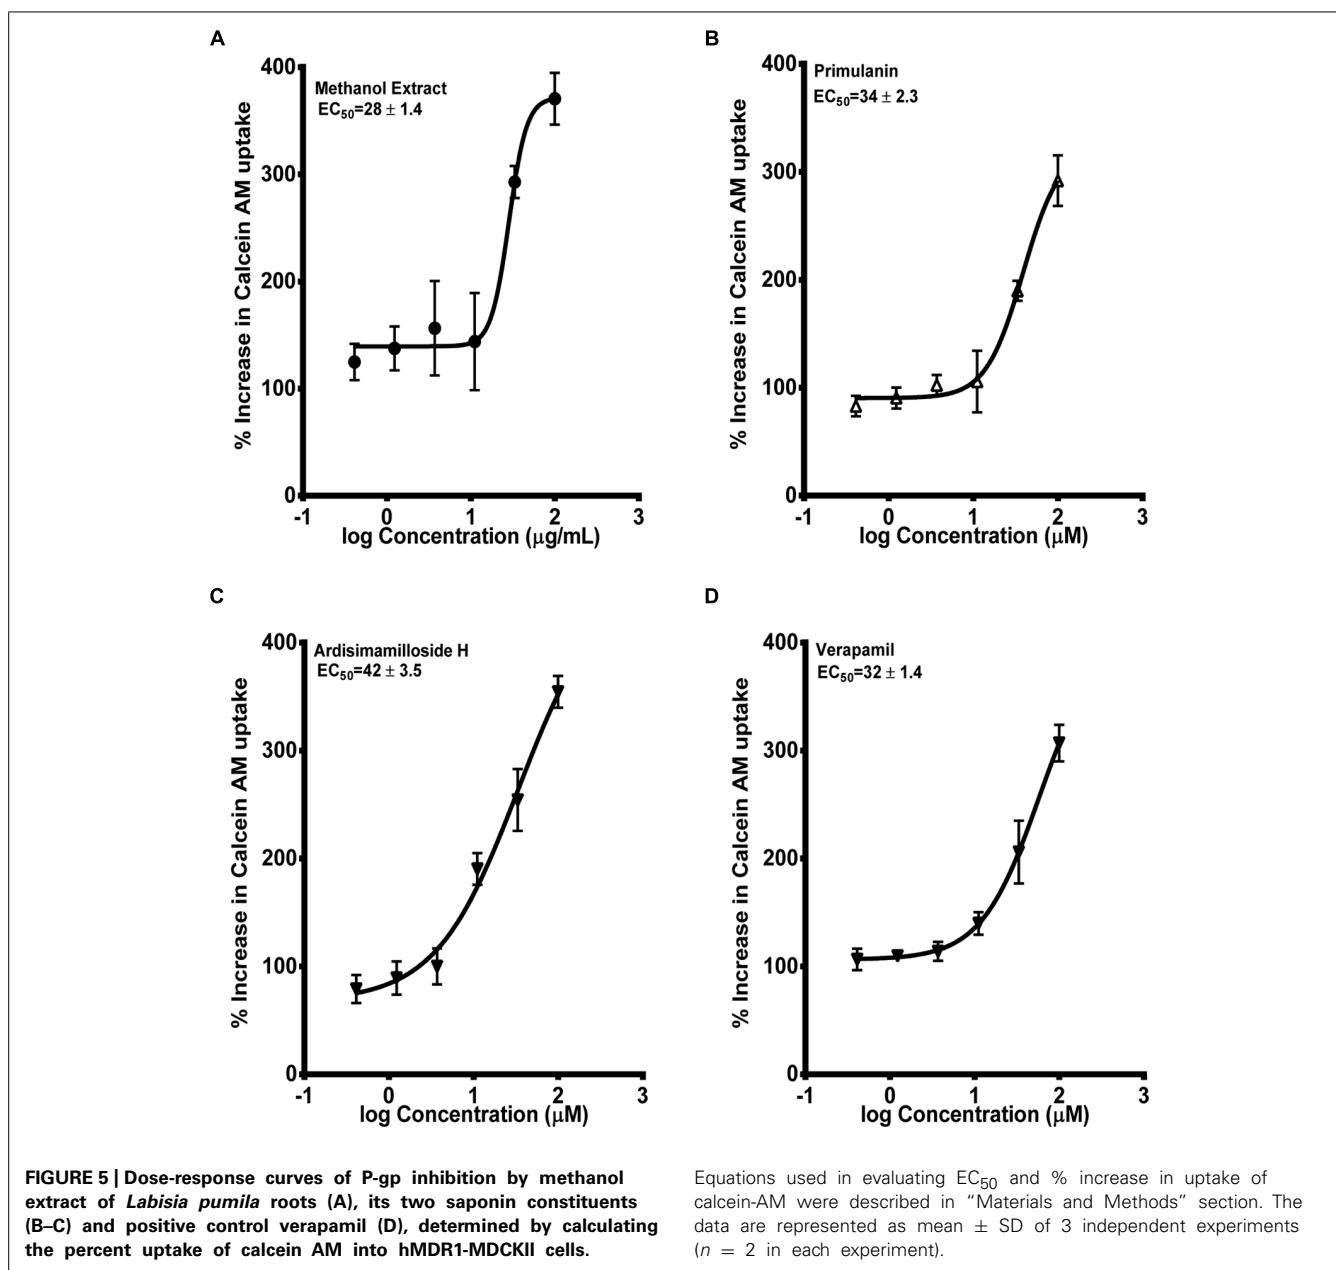 A
400
300
200
100
0
-1 0 1 2 3
% Increase in Calcein AM uptake
Methanol Extract
EC50=28 ± 1.4
log Concentration (μg/mL)
B
400
300
200
100
0
-1 0 1 2 3
% Increase in Calcein AM uptake
Primulanin
EC50=34 ± 2.3
log Concentration (μM)
C
400
300
200
100
0
-1 0 1 2 3
% Increase in Calcein AM uptake
Ardisimamilloside H
EC50=42 ± 3.5
log Concentration (μM)
D
400
300
200
100
0
-1 0 1 2 3
% Increase in Calcein AM uptake
Verapamil
EC50=32 ± 1.4
log Concentration (μM)
FIGURE 5 | Dose-response curves of P-gp inhibition by methanol
extract of Labisia pumila roots (A), its two saponin constituents
(B–C) and positive control verapamil (D), determined by calculating
the percent uptake of calcein AM into hMDR1-MDCKII cells.
Equations used in evaluating EC50 and % increase in uptake of
calcein-AM were described in “Materials and Methods” section. The
data are represented as mean ± SD of 3 independent experiments
(n = 2 in each experiment).